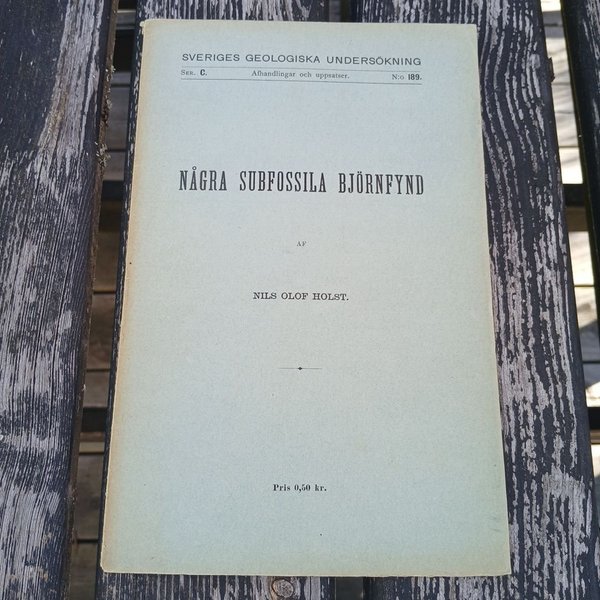 SVERIGES GEOLOGISKA UNDERSÖKNING
SER. C. Afhandlingar och uppsatser. N:o 189.
NÅGRA SUBFOSSILA BJÖRNFYND
AF
NILS OLOF HOLST.
Pris 0,50 kr.